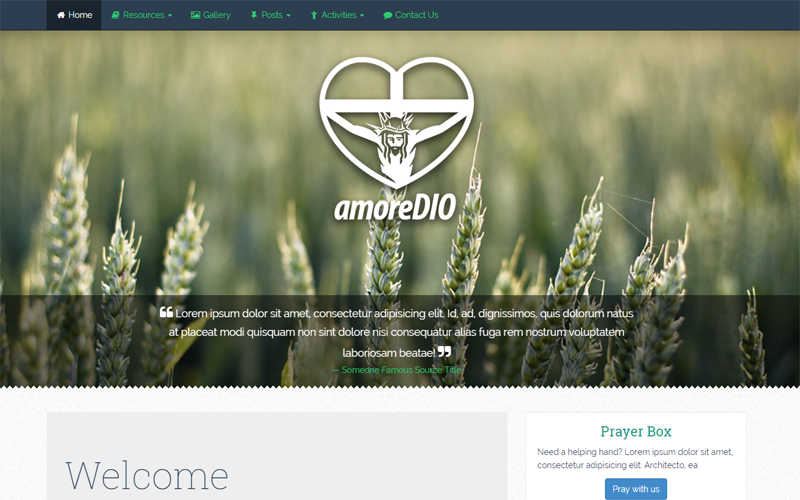 Home Resources Gallery Posts Activities Contact Us
amoreDIO
❝ Lorem ipsum dolor sit amet, consectetur adipisicing elit. Id, ad, dignissimos, quis dolorum natus
at placeat modi quisquam non sint dolore nisi consequatur alias fuga rem nostrum voluptatem
laboriosam beatae! ❞
— Someone Famous Source Title
Welcome
Prayer Box
Need a helping hand? Lorem ipsum dolor sit amet,
consectetur adipisicing elit. Architecto, ea.
Pray with us